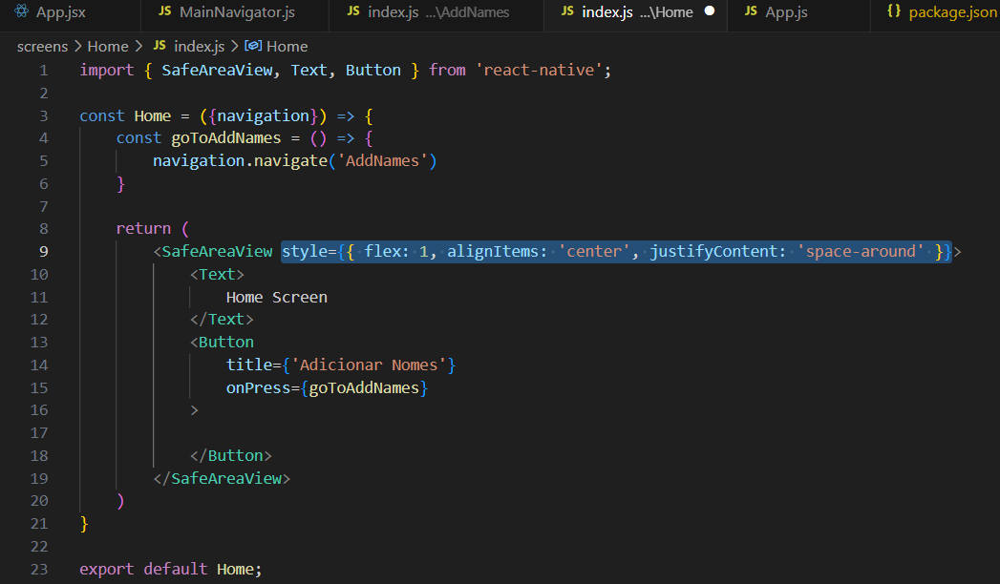 App.jsx JS MainNavigator.js JS index.js ...\AddNames JS index.js ...\Home JS App.js {} package.json
screens > Home > JS index.js > Home
1 import { SafeAreaView, Text, Button } from 'react-native';
2
3 const Home = ({navigation}) => {
4     const goToAddNames = () => {
5         navigation.navigate('AddNames')
6     }
7
8     return (
9         <SafeAreaView style={{ flex: 1, alignItems: 'center', justifyContent: 'space-around' }}>
10             <Text>
11                 Home Screen
12             </Text>
13             <Button
14                 title={'Adicionar Nomes'}
15                 onPress={goToAddNames}
16             >
17
18             </Button>
19         </SafeAreaView>
20     )
21 }
22
23 export default Home;